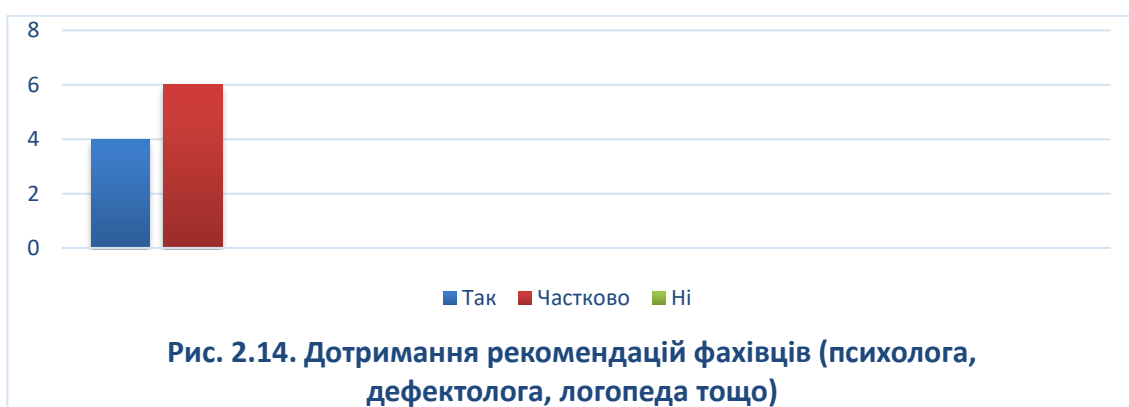 8
6
4
2
0
Так Частково Ні
Рис. 2.14. Дотримання рекомендацій фахівців (психолога,
дефектолога, логопеда тощо)